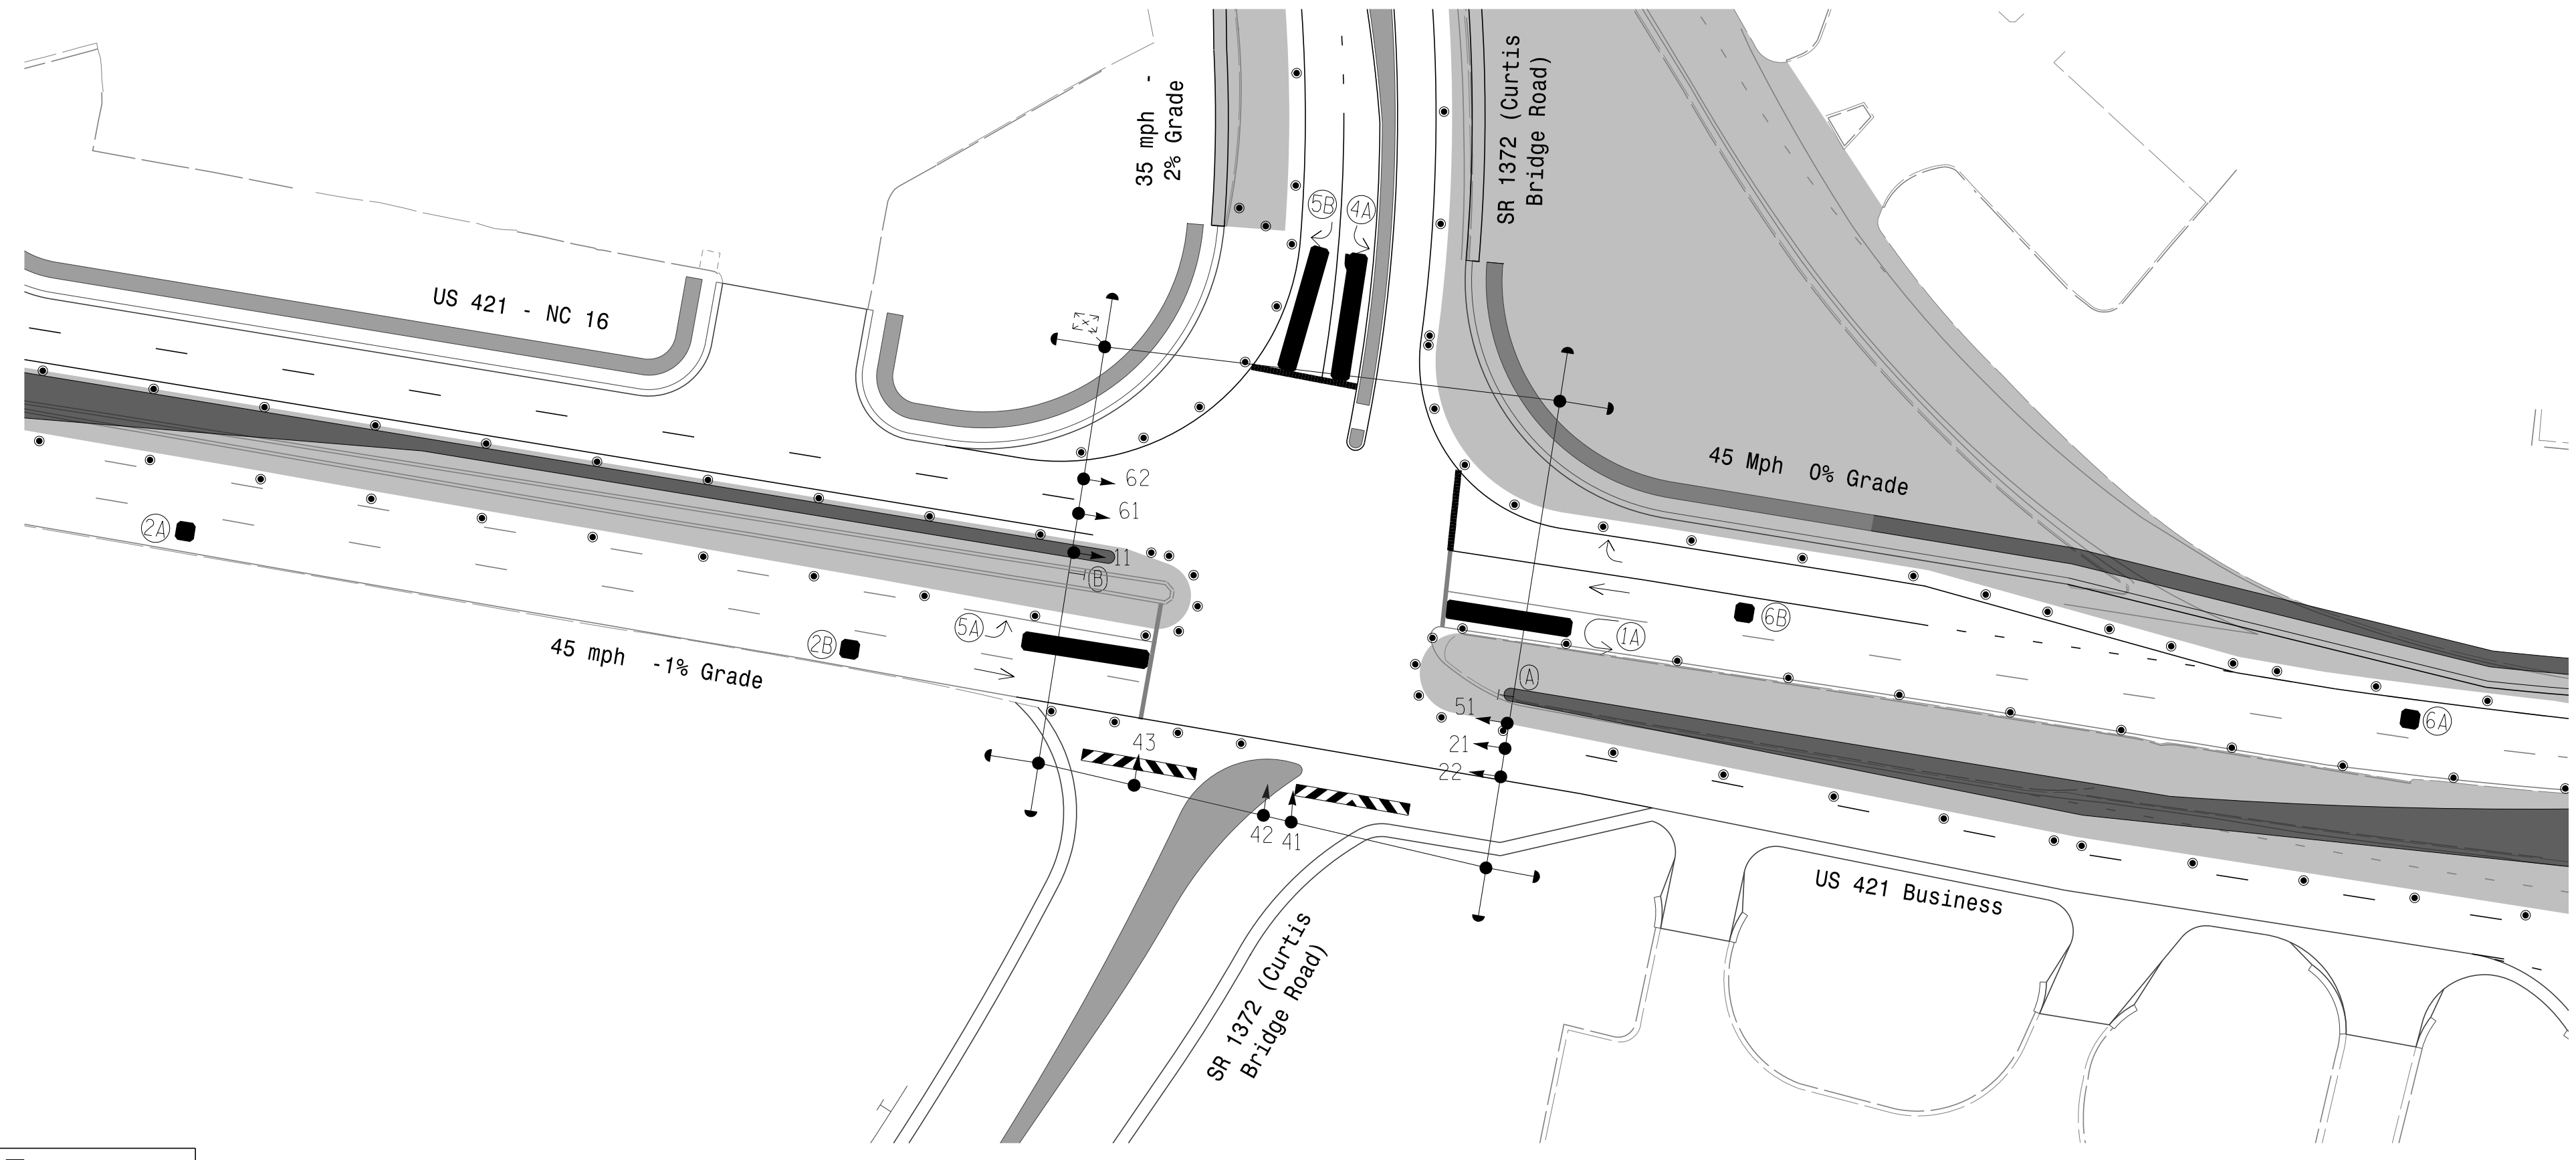 35 mph -
2% Grade
SR 1372 (Curtis
Bridge Road)
5B
4A
US 421 - NC 16
x
62
61
11
B
45 Mph 0% Grade
2A
2B
5A
45 mph -1% Grade
6B
1A
6A
A
51
21
22
43
42
41
US 421 Business
SR 1372 (Curtis
Bridge Road)